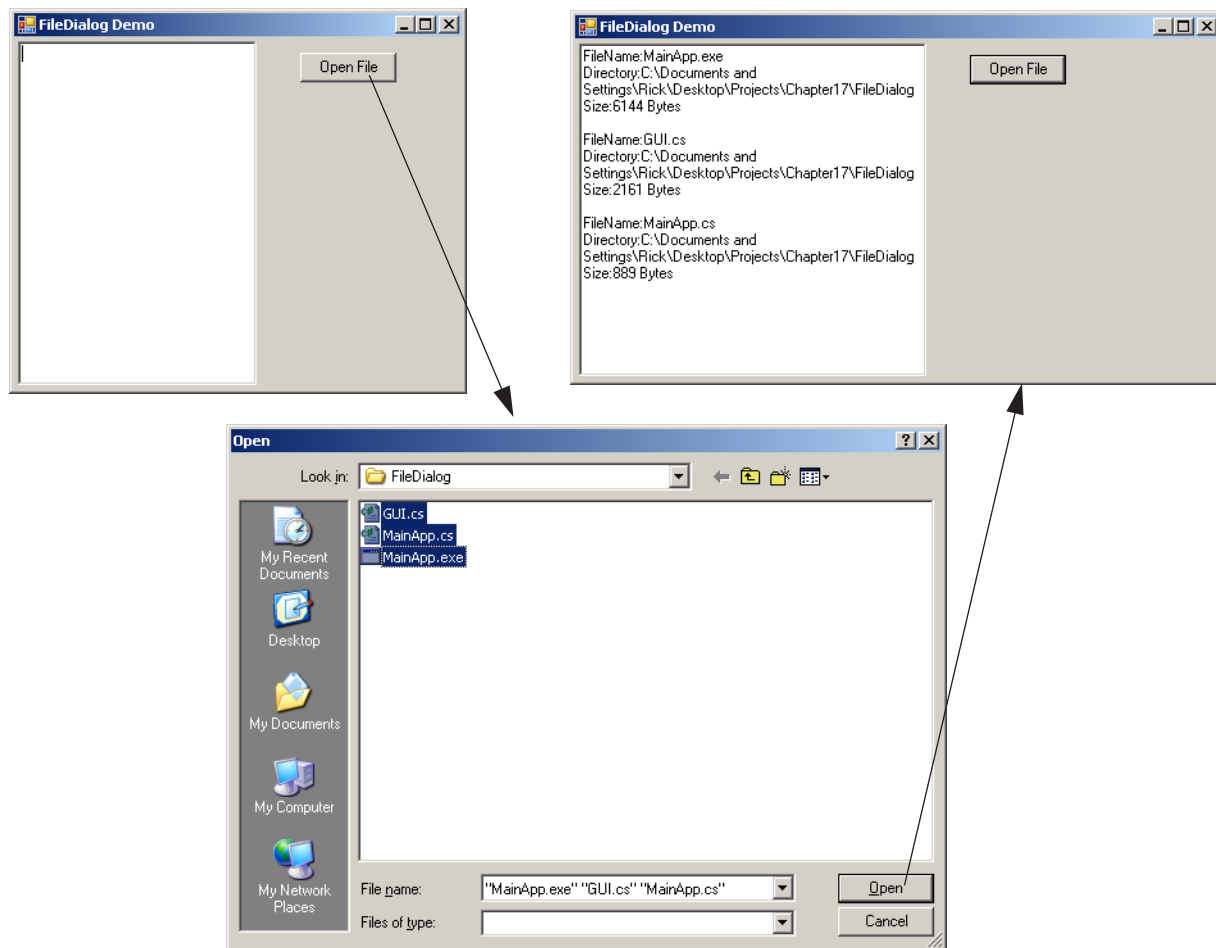 FileDialog Demo
Open File
FileDialog Demo
FileName:MainApp.exe
Directory:C:\Documents and
Settings\Rick\Desktop\Projects\Chapter17\FileDialog
Size:6144 Bytes
FileName:GUI.cs
Directory:C:\Documents and
Settings\Rick\Desktop\Projects\Chapter17\FileDialog
Size:2161 Bytes
FileName:MainApp.cs
Directory:C:\Documents and
Settings\Rick\Desktop\Projects\Chapter17\FileDialog
Size:889 Bytes
Open File
Open
Look in:
FileDialog
My Recent
Documents
Desktop
My Documents
My Computer
My Network
Places
GUI.cs
MainApp.cs
MainApp.exe
File name:
"MainApp.exe" "GUI.cs" "MainApp.cs"
Open
Files of type:
Cancel